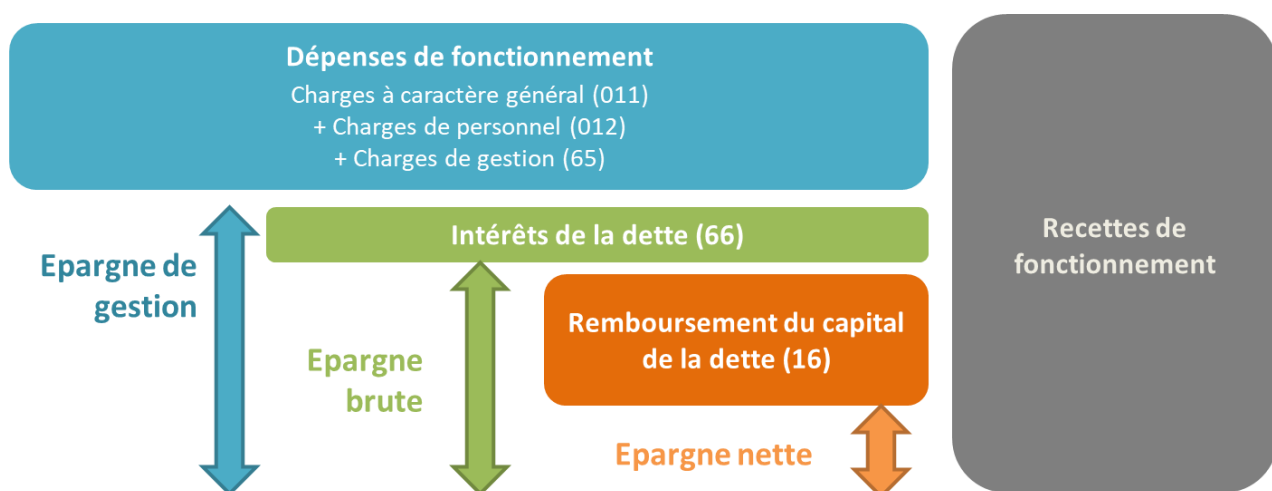 Dépenses de fonctionnement
Charges à caractère général (011)
+ Charges de personnel (012)
+ Charges de gestion (65)
Intérêts de la dette (66)
Epargne de
gestion
Remboursement du capital
de la dette (16)
Epargne
brute
Epargne nette
Recettes de
fonctionnement